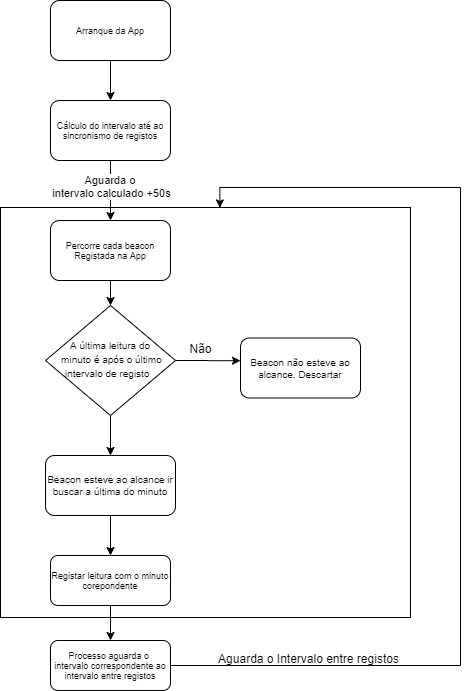 Arranque da App
Cálculo do intervalo até ao
sincronismo de registos
Aguarda o
intervalo calculado +50s
Percorre cada beacon
Registada na App
A última leitura do
minuto é após o último
intervalo de registo
Não
Beacon não esteve ao
alcance. Descartar
Beacon esteve ao alcance ir
buscar a última do minuto
Registar leitura com o minuto
corepondente
Processo aguarda o
intervalo correspondente ao
intervalo entre registos
Aguarda o Intervalo entre registos